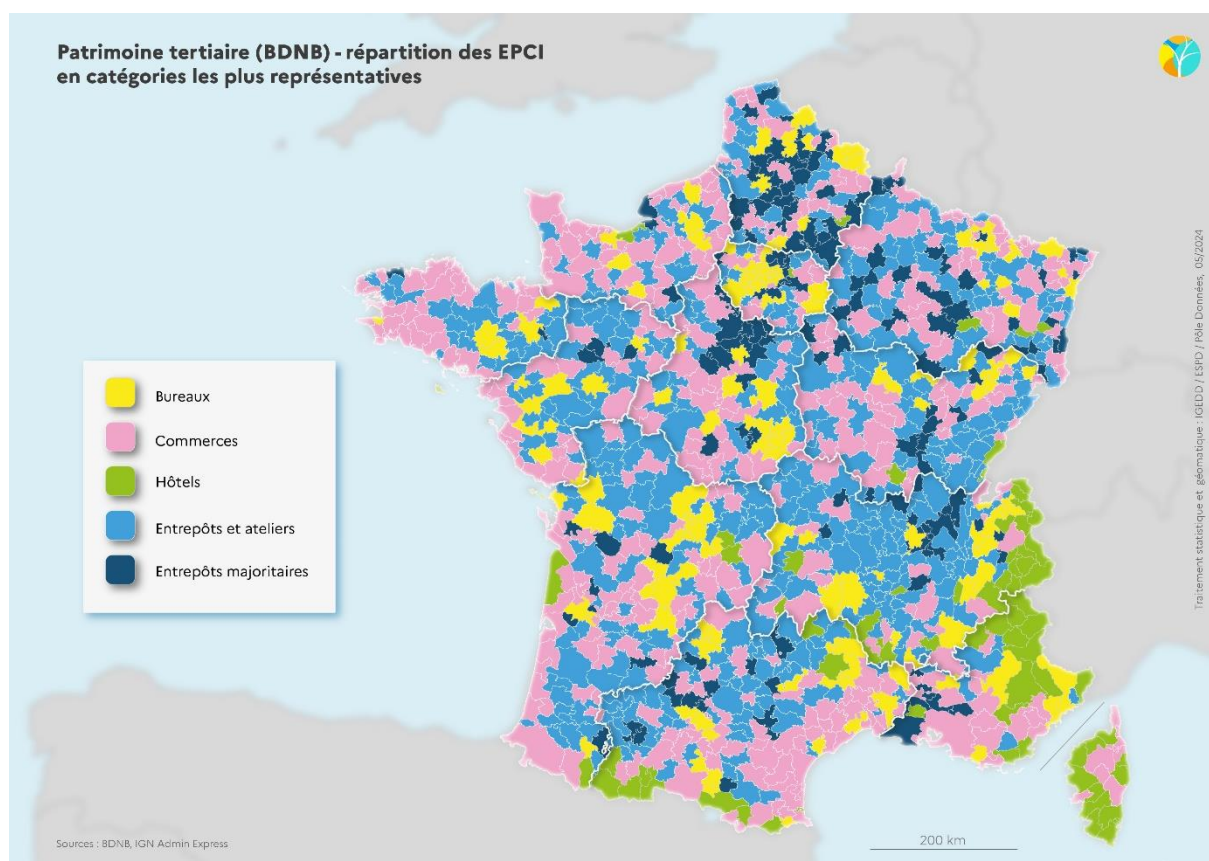 Patrimoine tertiaire (BDNB) - répartition des EPCI
en catégories les plus représentatives
Bureaux
Commerces
Hôtels
Entrepôts et ateliers
Entrepôts majoritaires
Traitement statistique et géomatique : IGEDD / ESPD / Pôle Données, 05/2024
Sources : BDNB, IGN Admin Express
200 km